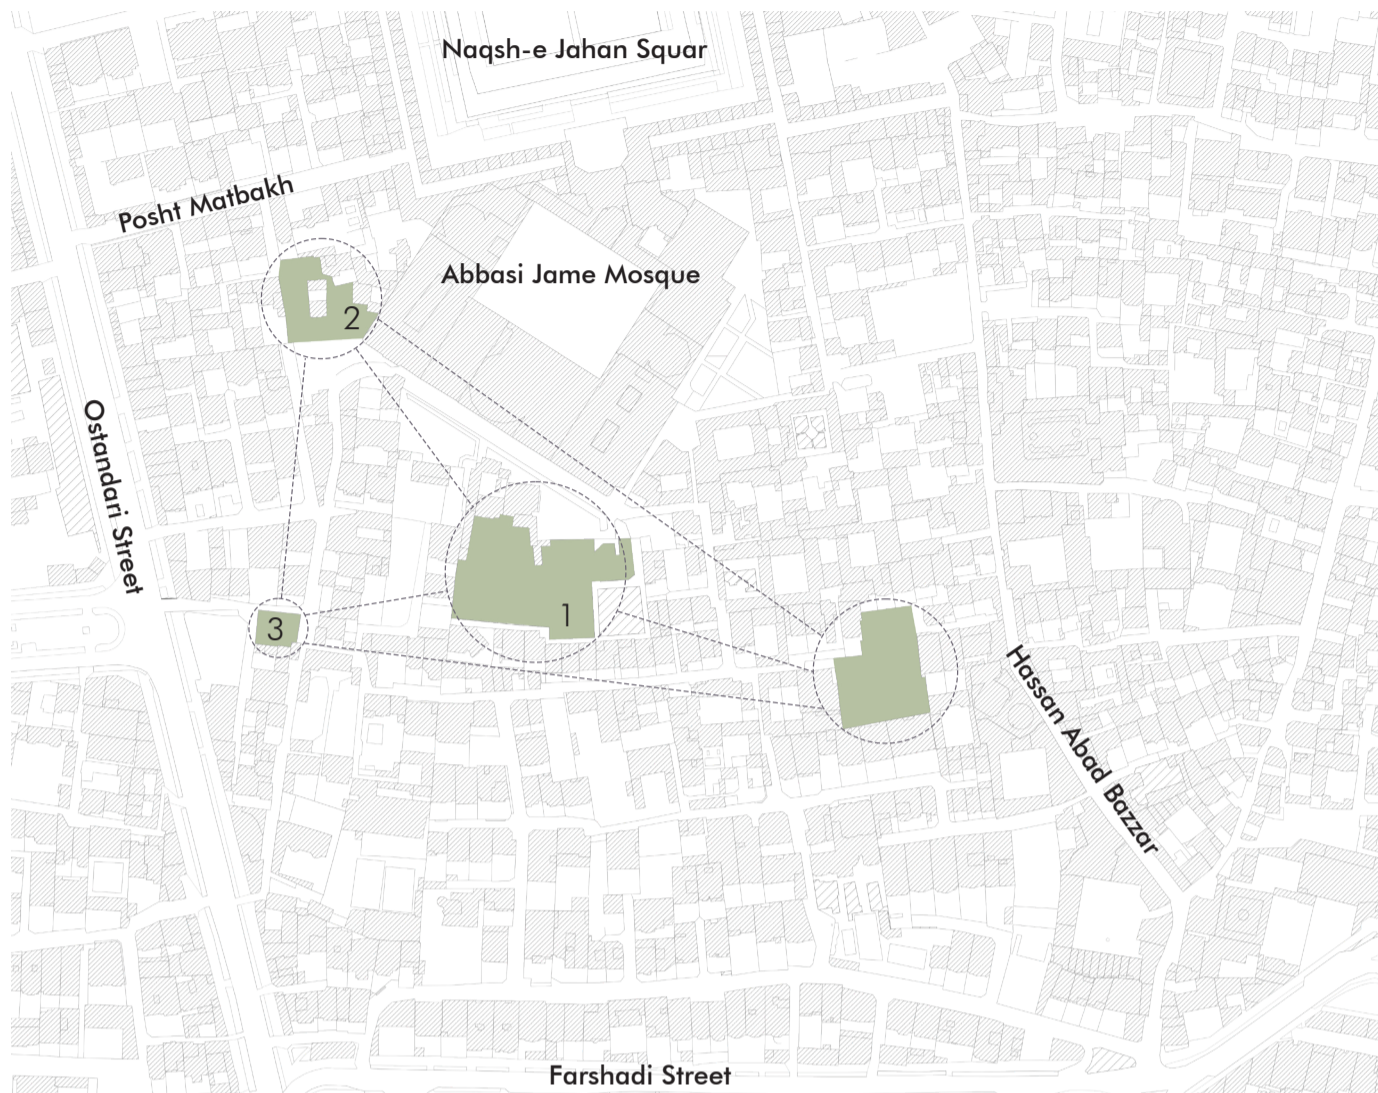 Naqsh-e Jahan Squar
Posht Matbakh
Abbasi Jame Mosque
2
Ostandari Street
1
3
Hassan Abad Bazzar
Farshadi Street